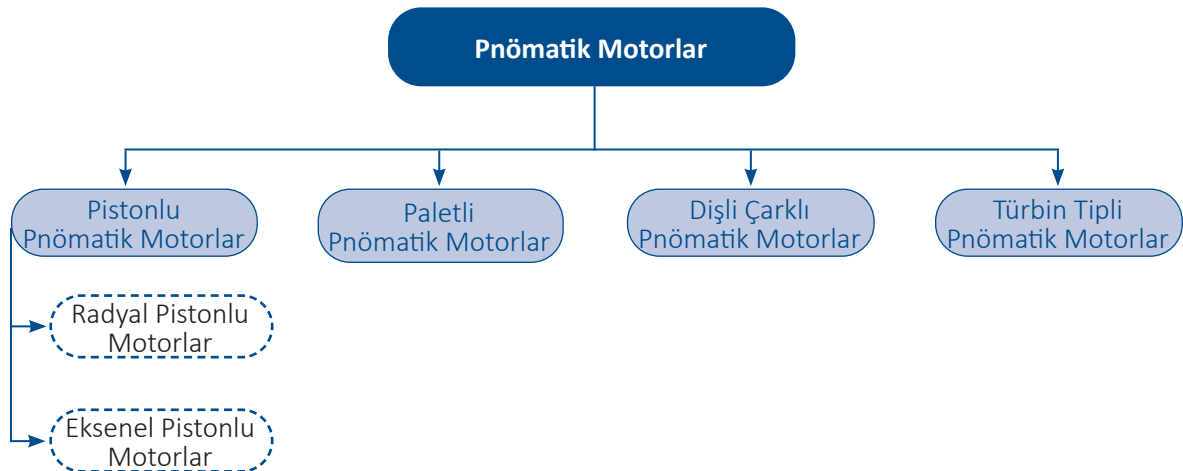 Pnömatik Motorlar
Pistonlu
Pnömatik Motorlar
Paletli
Pnömatik Motorlar
Dişli Çarklı
Pnömatik Motorlar
Türbin Tipli
Pnömatik Motorlar
Radyal Pistonlu
Motorlar
Eksenel Pistonlu
Motorlar